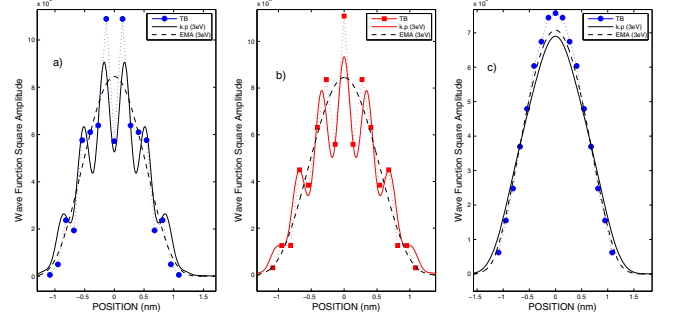 x 10⁻
x 10⁻
x 10⁻
a)
TB
k.p (3eV)
EMA (3eV)
b)
TB
k.p (3eV)
EMA (3eV)
c)
TB
k.p (3eV)
EMA (3eV)
Wave Function Square Amplitude
10
8
6
4
2
0
−1 −0.5 0 0.5 1 1.5
POSITION (nm)
Wave Function Square Amplitude
10
8
6
4
2
0
−1 −0.5 0 0.5 1
POSITION (nm)
Wave Function Square Amplitude
7
6
5
4
3
2
1
0
−1.5 −1 −0.5 0 0.5 1 1.5
POSITION (nm)